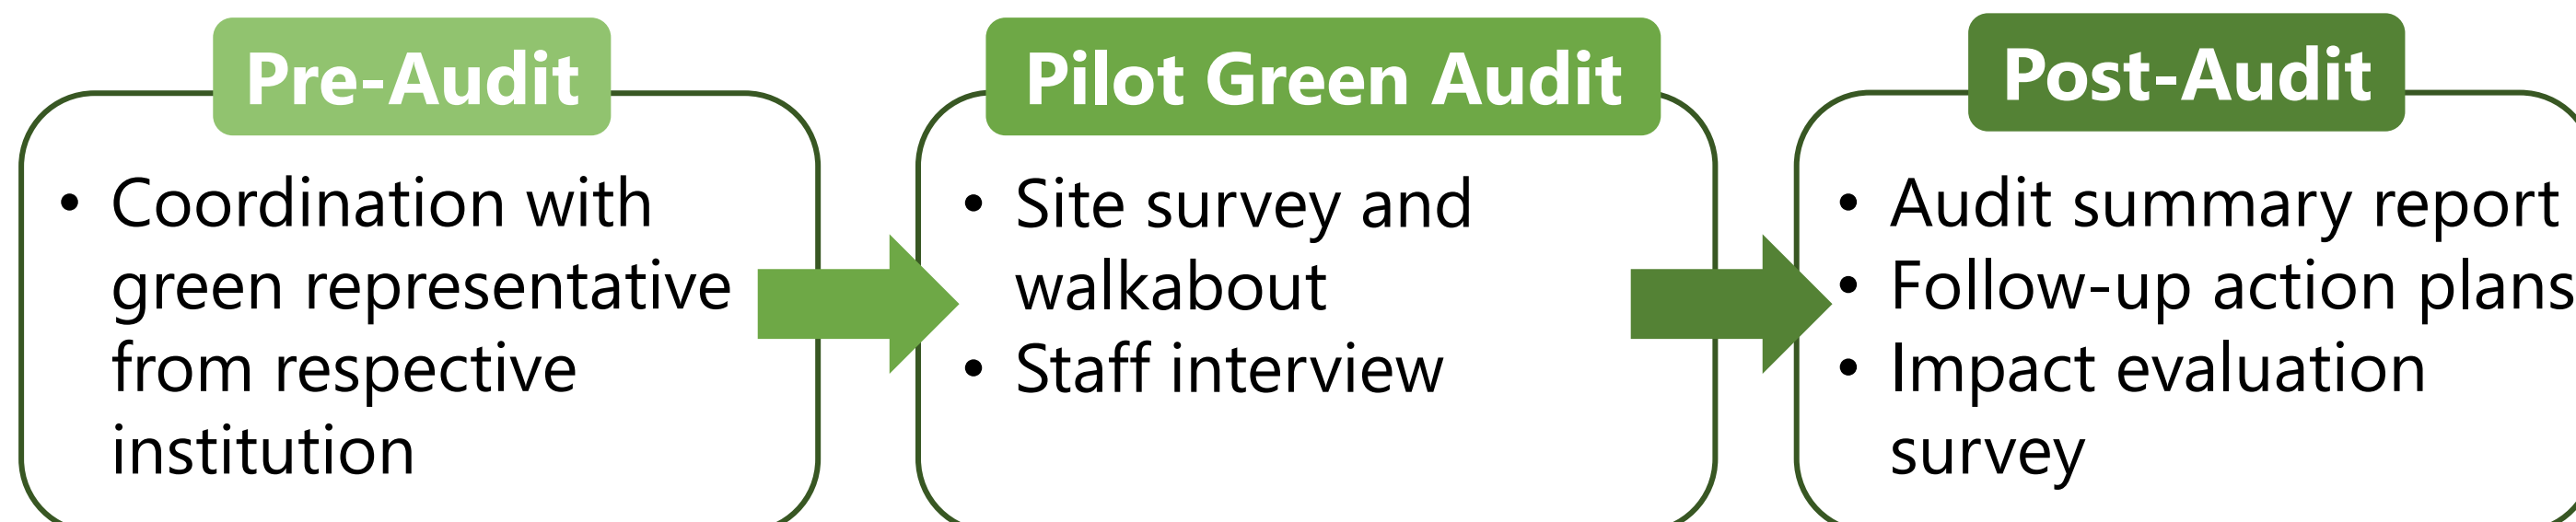 Pre-Audit
• Coordination with
green representative
from respective
institution
Pilot Green Audit
• Site survey and
walkabout
• Staff interview
Post-Audit
• Audit summary report
• Follow-up action plans
• Impact evaluation
survey